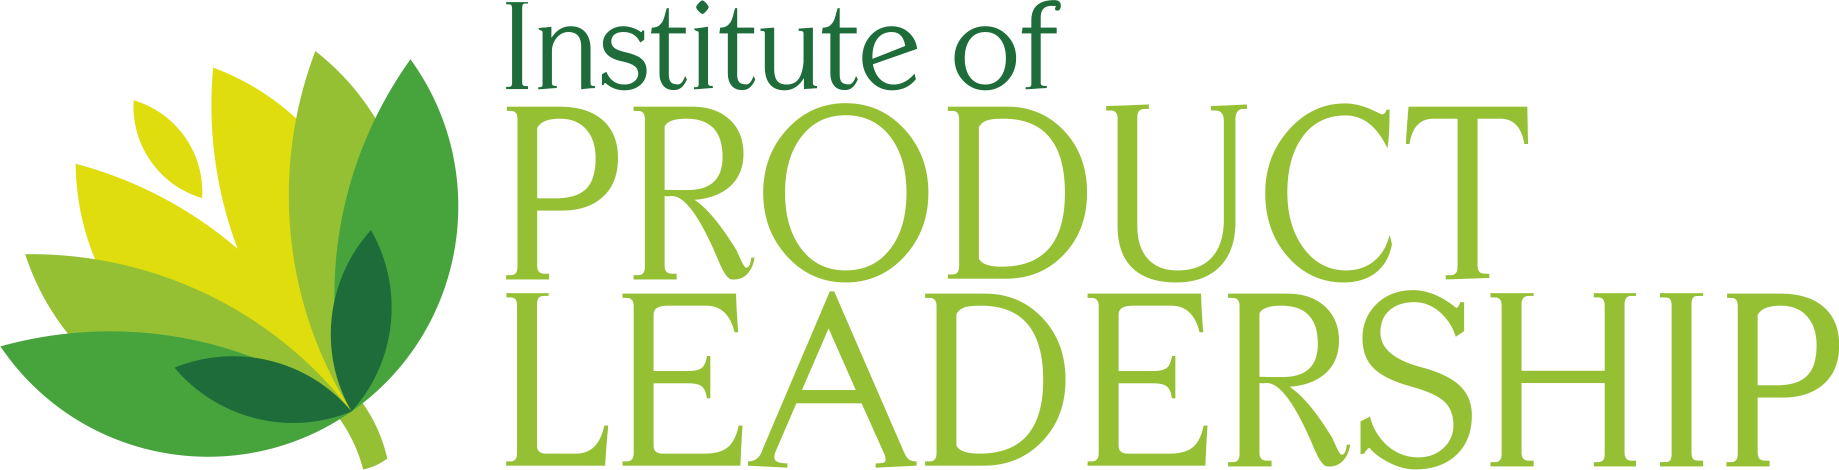 Institute of
PRODUCT
LEADERSHIP